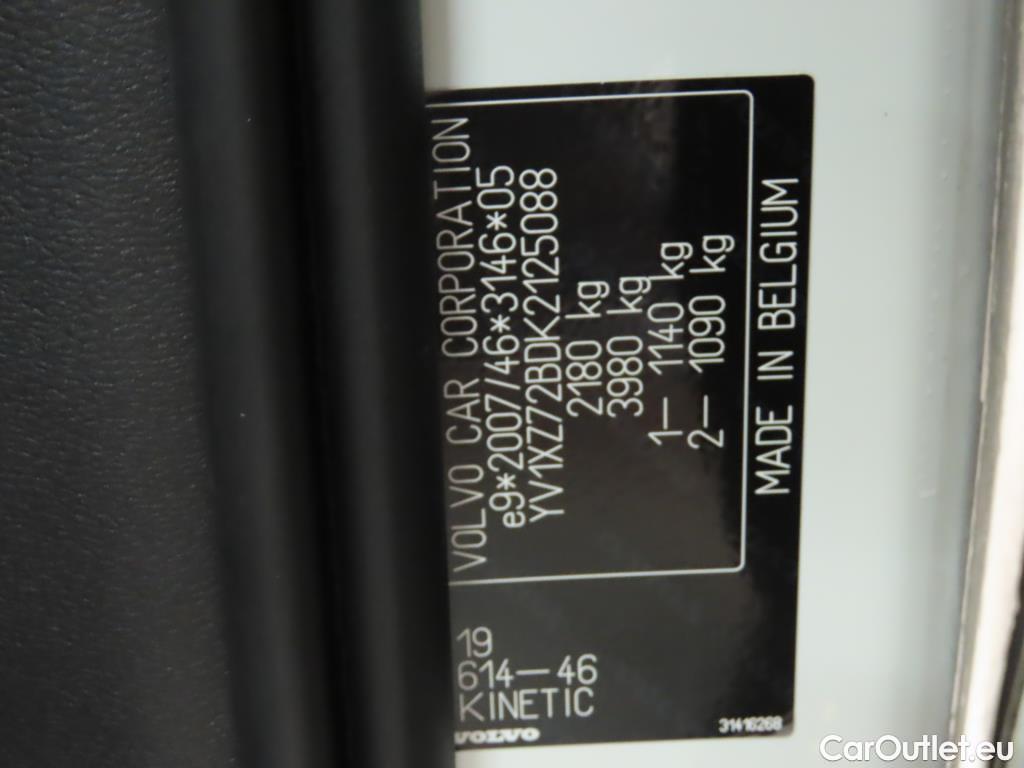 VOLVO CAR CORPORATION
e9*2007/46*3146*05
YV1XZ72BDK2125088
2180 kg
3980 kg
1— 1140 kg
2— 1090 kg
MADE IN BELGIUM
19
614—46
KINETIC
VOLVO
31416268
CarOutlet.eu